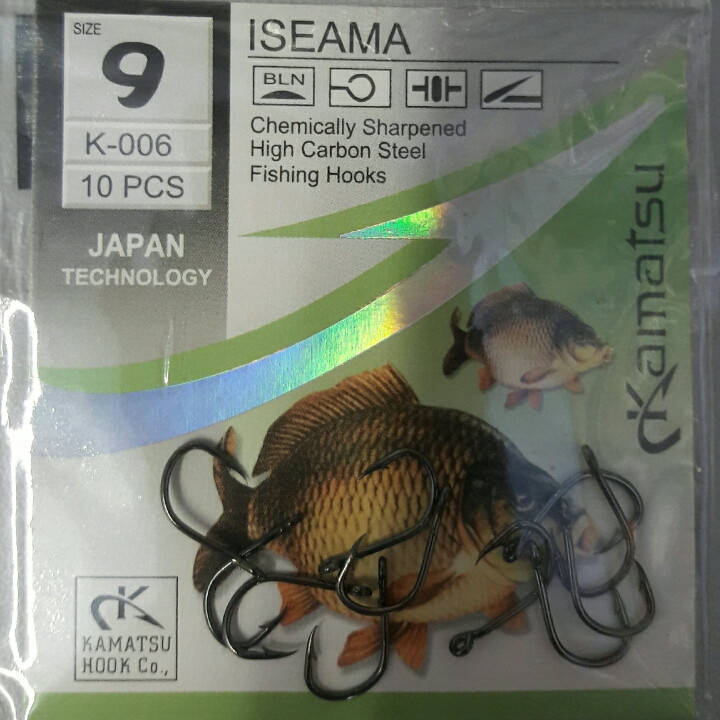 SIZE
9
K-006
10 PCS
JAPAN
TECHNOLOGY
ISEAMA
BLN
Chemically Sharpened
High Carbon Steel
Fishing Hooks
Kamatsu
K
KAMATSU
HOOK Co.,